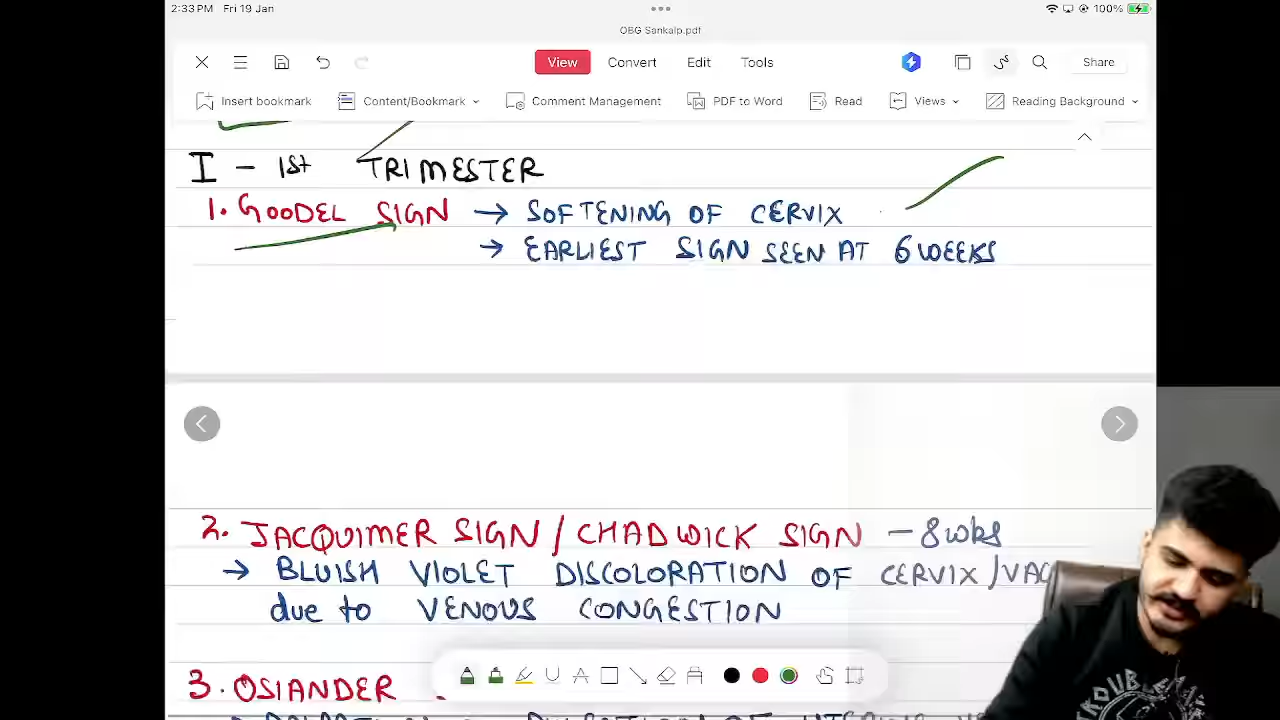 2:33 PM Fri 19 Jan
100%
OBG Sankalp.pdf
View Convert Edit Tools Share
Insert bookmark Content/Bookmark Comment Management PDF to Word Read Views Reading Background
I - 1st TRIMESTER
1. GOODEL SIGN → SOFTENING OF CERVIX
→ EARLIEST SIGN SEEN AT 6 WEEKS
2. JACQUIMER SIGN / CHADWICK SIGN - 8 wks
→ BLUISH VIOLET DISCOLORATION OF CERVIX /VAG
due to VENOUS CONGESTION
3. OSIANDER